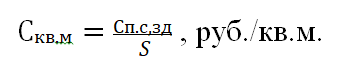 Скв,м = Сп.с,зд / S , руб./кв.м.